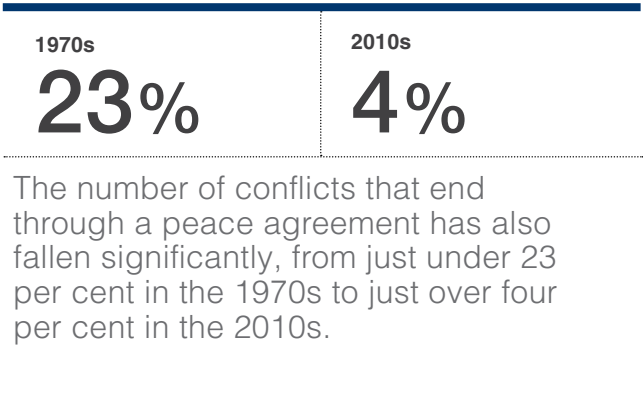 1970s
23%
2010s
4%
The number of conflicts that end
through a peace agreement has also
fallen significantly, from just under 23
per cent in the 1970s to just over four
per cent in the 2010s.